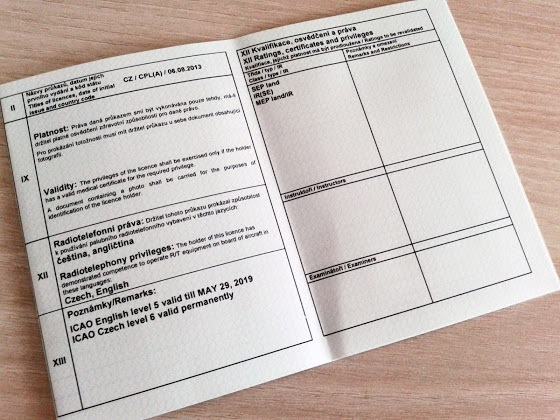 II
Názvy průkazů, datum jejich
prvního vydání a kód státu
Titles of licences, date of initial
issue and country code
CZ / CPL(A) / 06.08.2013
IX
Platnost: Práva daná průkazem smí být vykonávána pouze tehdy, má-li
držitel platné osvědčení zdravotní způsobilosti pro dané právo.
Pro prokázání totožnosti musí mít držitel průkazu u sebe dokument obsahující
fotografii.
Validity: The privileges of the licence shall be exercised only if the holder
has a valid medical certificate for the required privilege.
A document containing a photo shall be carried for the purposes of
identification of the licence holder.
XII
Radiotelefonní práva: Držitel tohoto průkazu prokázal způsobilost
k používání palubního radiotelefonního vybavení v těchto jazycích:
čeština, angličtina
Radiotelephony privileges: The holder of this licence has
demonstrated competence to operate R/T equipment on board of aircraft in
these languages:
Czech, English
XIII
Poznámky/Remarks:
ICAO English level 5 valid till MAY 29, 2019
ICAO Czech level 6 valid permanently
XII Kvalifikace, osvědčení a práva
XII Ratings, certificates and privileges
Kvalifikace, jejichž platnost má být prodloužena / Ratings to be revalidated
Třída / typ / IR
Class / type / IR
Poznámky a omezení
Remarks and Restrictions
SEP land
IR(SE)
MEP land/IR
Instruktoři / Instructors
Examinátoři / Examiners